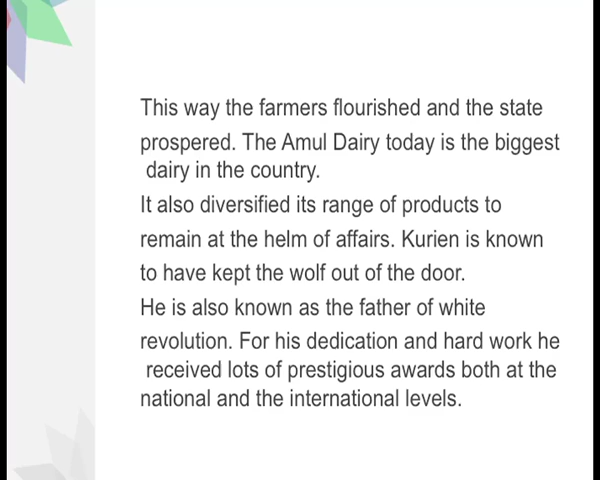 This way the farmers flourished and the state
prospered. The Amul Dairy today is the biggest
dairy in the country.
It also diversified its range of products to
remain at the helm of affairs. Kurien is known
to have kept the wolf out of the door.
He is also known as the father of white
revolution. For his dedication and hard work he
received lots of prestigious awards both at the
national and the international levels.